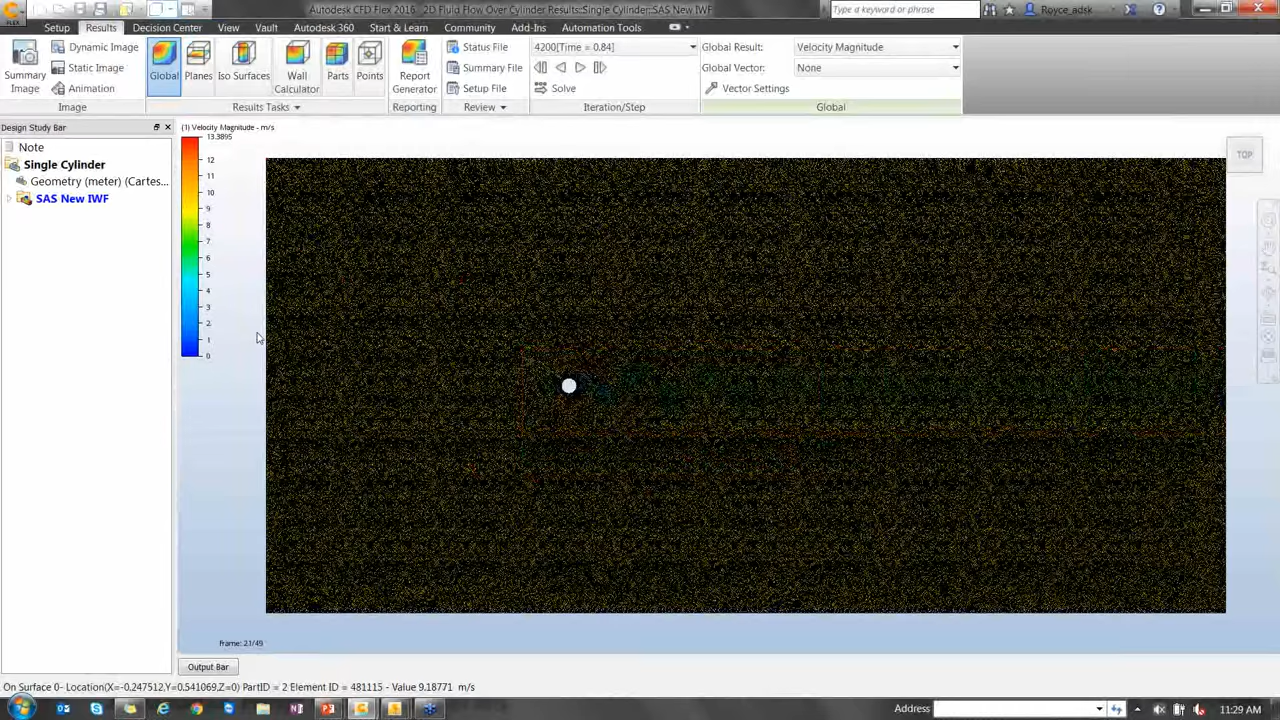 Autodesk CFD Flex 2016 2D Fluid Flow Over Cylinder Results::Single Cylinder::SAS New IWF
Type a keyword or phrase
Royce_adsk
Setup Results Decision Center View Vault Autodesk 360 Start & Learn Community Add-Ins Automation Tools
Summary Image
Dynamic Image
Static Image
Animation
Image
Global
Planes
Iso Surfaces
Wall Calculator
Parts
Points
Results Tasks
Report Generator
Reporting
Status File
Summary File
Setup File
Review
4200[Time = 0.84]
Solve
Iteration/Step
Global Result: Velocity Magnitude
Global Vector: None
Vector Settings
Global
Design Study Bar
Note
Single Cylinder
Geometry (meter) (Cartes...
SAS New IWF
(1) Velocity Magnitude - m/s
13.3895
12
11
10
9
8
7
6
5
4
3
2
1
0
TOP
Frame: 21/49
Output Bar
On Surface 0- Location(X=-0.247512,Y=0.541069,Z=0) PartID = 2 Element ID = 481115 - Value 9.18771 m/s
Address
11:29 AM